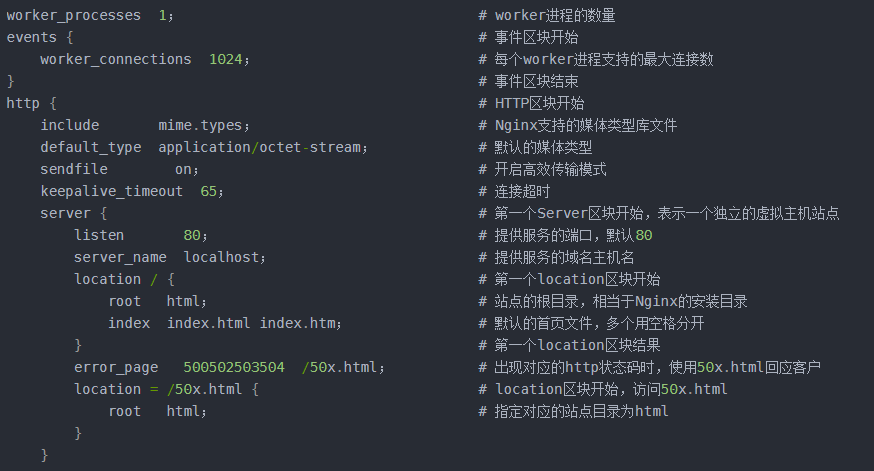 worker_processes  1;                                    # worker进程的数量
events {                                                # 事件区块开始
    worker_connections  1024;                           # 每个worker进程支持的最大连接数
}                                                       # 事件区块结束
http {                                                  # HTTP区块开始
    include       mime.types;                           # Nginx支持的媒体类型库文件
    default_type  application/octet-stream;             # 默认的媒体类型
    sendfile        on;                                 # 开启高效传输模式
    keepalive_timeout  65;                              # 连接超时
    server {                                            # 第一个Server区块开始，表示一个独立的虚拟主机站点
        listen       80;                                # 提供服务的端口，默认80
        server_name  localhost;                         # 提供服务的域名主机名
        location / {                                    # 第一个location区块开始
            root   html;                                # 站点的根目录，相当于Nginx的安装目录
            index  index.html index.htm;                # 默认的首页文件，多个用空格分开
        }                                               # 第一个location区块结果
        error_page   500502503504  /50x.html;           # 出现对应的http状态码时，使用50x.html回应客户
        location = /50x.html {                          # location区块开始，访问50x.html
            root   html;                                # 指定对应的站点目录为html
        }
    }